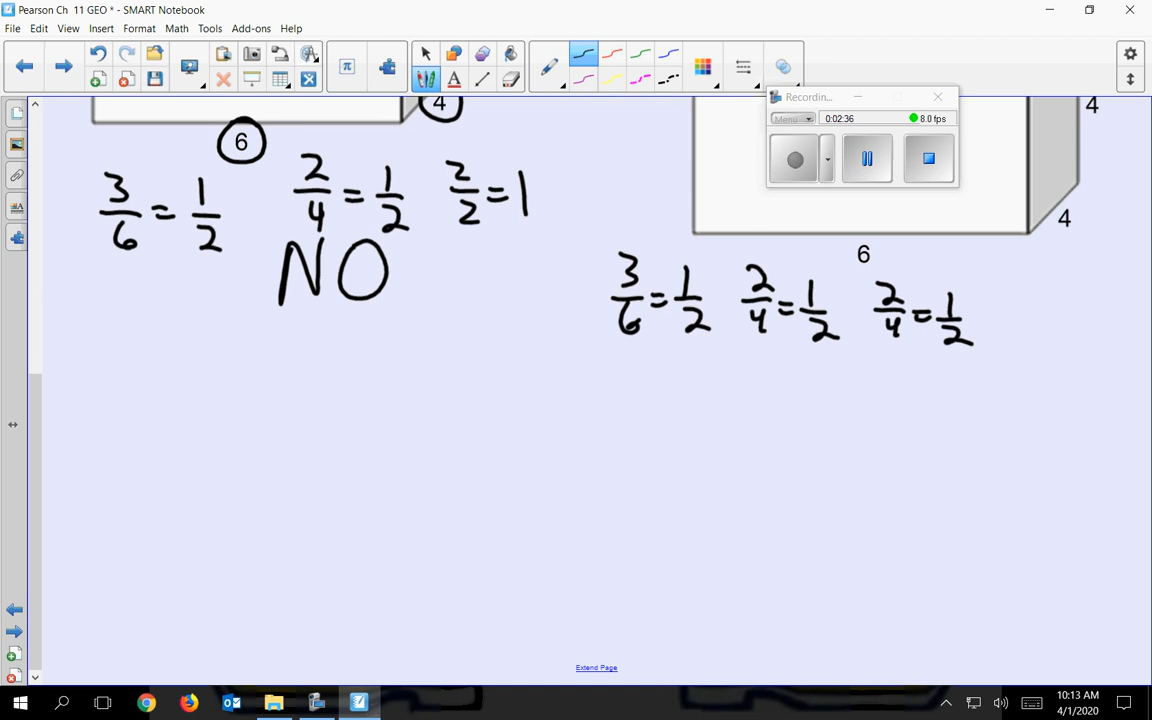 Pearson Ch 11 GEO * - SMART Notebook
File Edit View Insert Format Math Tools Add-ons Help
Recordin...
Menu 0:02:36 8.0 fps
4
4
6
4
6
3/6 = 1/2 2/4 = 1/2 2/2 = 1
NO
3/6 = 1/2 2/4 = 1/2 2/4 = 1/2
Extend Page
10:13 AM
4/1/2020